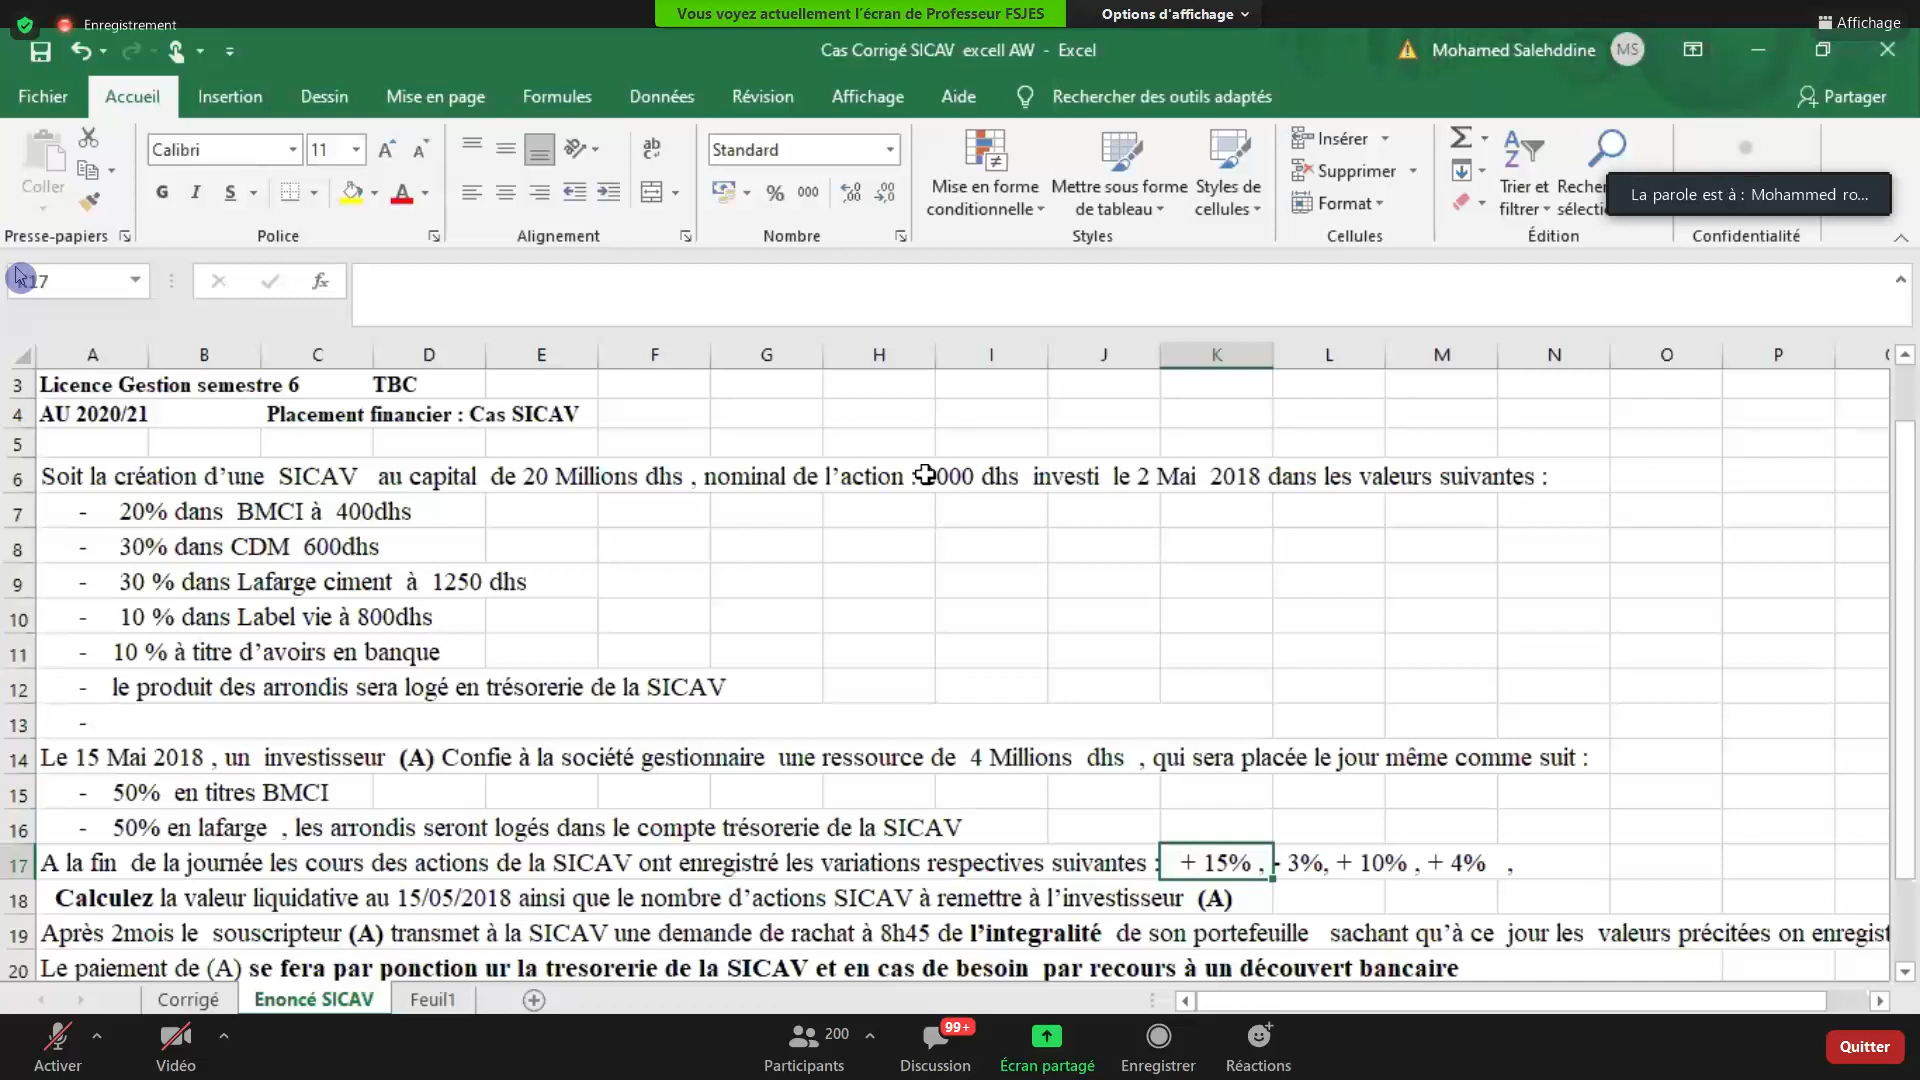 Vous voyez actuellement l'écran de Professeur FSJES Options d'affichage
Enregistrement Affichage
Cas Corrigé SICAV excell AW - Excel Mohamed Salehddine MS
Fichier Accueil Insertion Dessin Mise en page Formules Données Révision Affichage Aide Rechercher des outils adaptés Partager
Coller
Calibri 11
G I S
Standard
% 000
Mise en forme conditionnelle
Mettre sous forme de tableau
Styles de cellules
Insérer
Supprimer
Format
Trier et filtrer
La parole est à : Mohammed ro...
Presse-papiers Police Alignement Nombre Styles Cellules Édition Confidentialité
17 fx
A B C D E F G H I J K L M N O P
3 Licence Gestion semestre 6 TBC
4 AU 2020/21 Placement financier : Cas SICAV
5
6 Soit la création d'une SICAV au capital de 20 Millions dhs , nominal de l'action : 000 dhs investi le 2 Mai 2018 dans les valeurs suivantes :
7 - 20% dans BMCI à 400dhs
8 - 30% dans CDM 600dhs
9 - 30 % dans Lafarge ciment à 1250 dhs
10 - 10 % dans Label vie à 800dhs
11 - 10 % à titre d'avoirs en banque
12 - le produit des arrondis sera logé en trésorerie de la SICAV
13 -
14 Le 15 Mai 2018 , un investisseur (A) Confie à la société gestionnaire une ressource de 4 Millions dhs , qui sera placée le jour même comme suit :
15 - 50% en titres BMCI
16 - 50% en lafarge , les arrondis seront logés dans le compte trésorerie de la SICAV
17 A la fin de la journée les cours des actions de la SICAV ont enregistré les variations respectives suivantes : + 15% , - 3%, + 10% , + 4% ,
18 Calculez la valeur liquidative au 15/05/2018 ainsi que le nombre d'actions SICAV à remettre à l'investisseur (A)
19 Après 2mois le souscripteur (A) transmet à la SICAV une demande de rachat à 8h45 de l'integralité de son portefeuille sachant qu'à ce jour les valeurs précitées on enregist
20 Le paiement de (A) se fera par ponction ur la tresorerie de la SICAV et en cas de besoin par recours à un découvert bancaire
Corrigé Enoncé SICAV Feuil1
200 99+
Activer Vidéo Participants Discussion Écran partagé Enregistrer Réactions Quitter